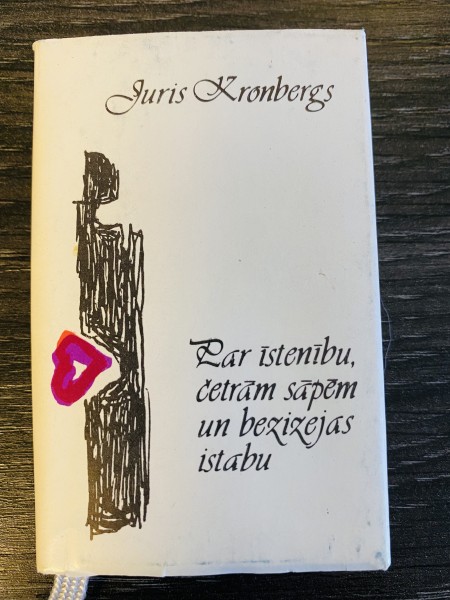 Juris Kronbergs
Par īstenību,
četrām sāpēm
un bezizejas
istabu